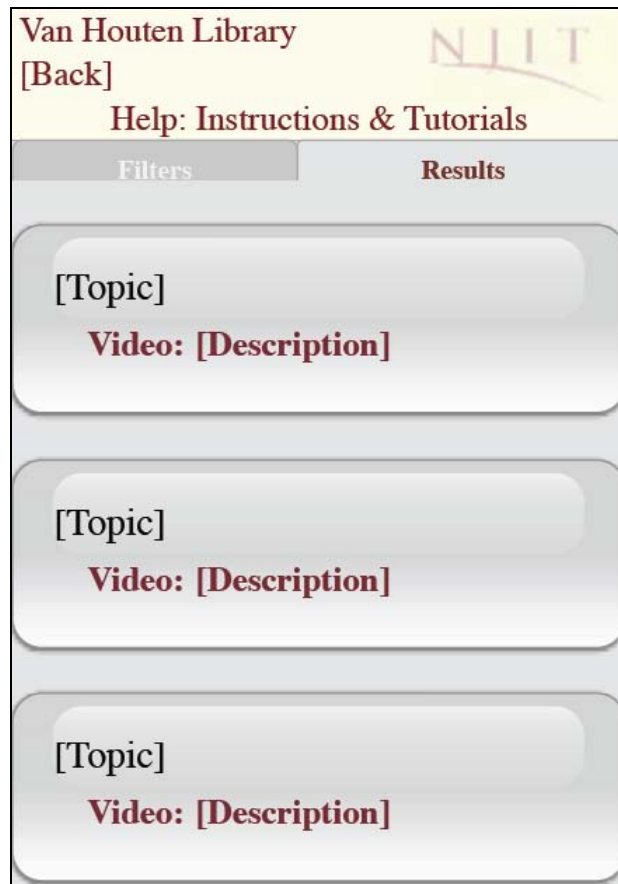 Van Houten Library
NJIT
[Back]
Help: Instructions & Tutorials
Filters
Results
[Topic]
Video: [Description]
[Topic]
Video: [Description]
[Topic]
Video: [Description]